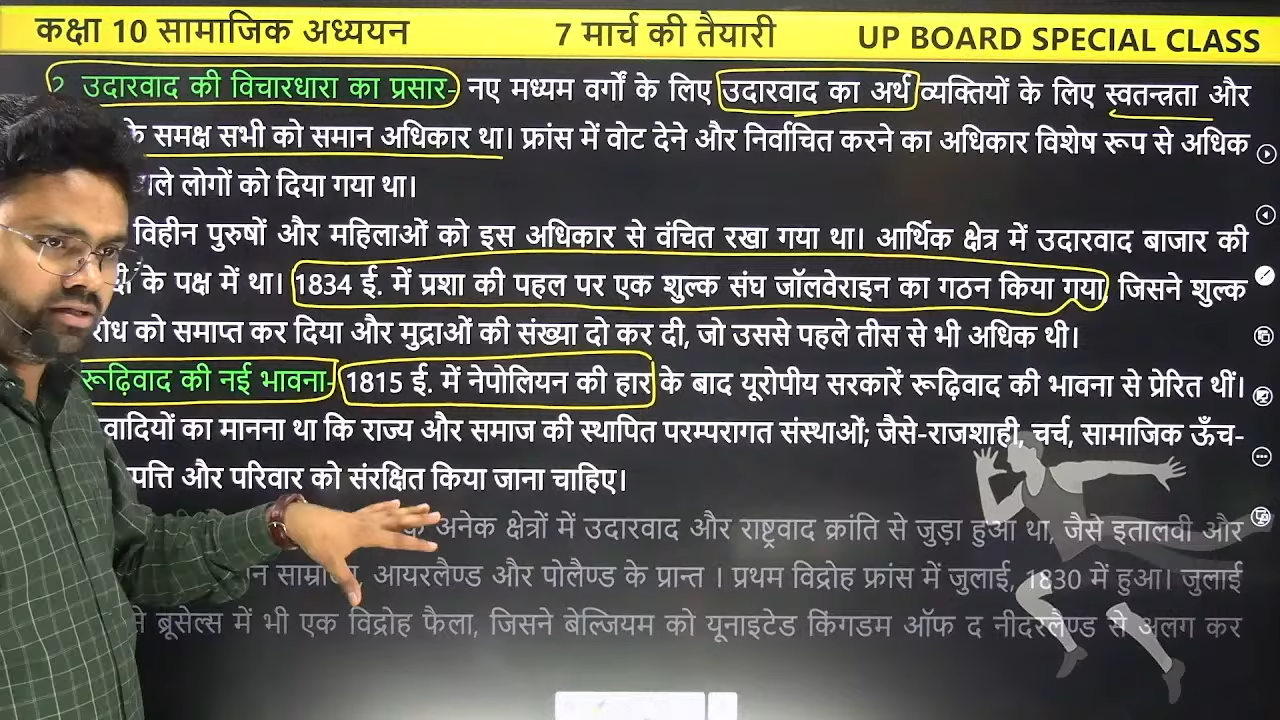 कक्षा 10 सामाजिक अध्ययन 7 मार्च की तैयारी UP BOARD SPECIAL CLASS
2. उदारवाद की विचारधारा का प्रसार- नए मध्यम वर्गों के लिए उदारवाद का अर्थ व्यक्तियों के लिए स्वतन्त्रता और
के समक्ष सभी को समान अधिकार था। फ्रांस में वोट देने और निर्वाचित करने का अधिकार विशेष रूप से अधिक
लोगों को दिया गया था।
विहीन पुरुषों और महिलाओं को इस अधिकार से वंचित रखा गया था। आर्थिक क्षेत्र में उदारवाद बाजार की
के पक्ष में था। 1834 ई. में प्रशा की पहल पर एक शुल्क संघ जॉलवेराइन का गठन किया गया, जिसने शुल्क
को समाप्त कर दिया और मुद्राओं की संख्या दो कर दी, जो उससे पहले तीस से भी अधिक थी।
रूढ़िवाद की नई भावना- 1815 ई. में नेपोलियन की हार के बाद यूरोपीय सरकारें रूढ़िवाद की भावना से प्रेरित थीं।
वादियों का मानना था कि राज्य और समाज की स्थापित परम्परागत संस्थाओं; जैसे-राजशाही, चर्च, सामाजिक ऊँच-
और परिवार को संरक्षित किया जाना चाहिए।
अनेक क्षेत्रों में उदारवाद और राष्ट्रवाद क्रांति से जुड़ा हुआ था, जैसे इतालवी और
आयरलैण्ड और पोलैण्ड के प्रान्त । प्रथम विद्रोह फ्रांस में जुलाई, 1830 में हुआ। जुलाई
ब्रूसेल्स में भी एक विद्रोह फैला, जिसने बेल्जियम को यूनाइटेड किंगडम ऑफ द नीदरलैण्ड से अलग कर